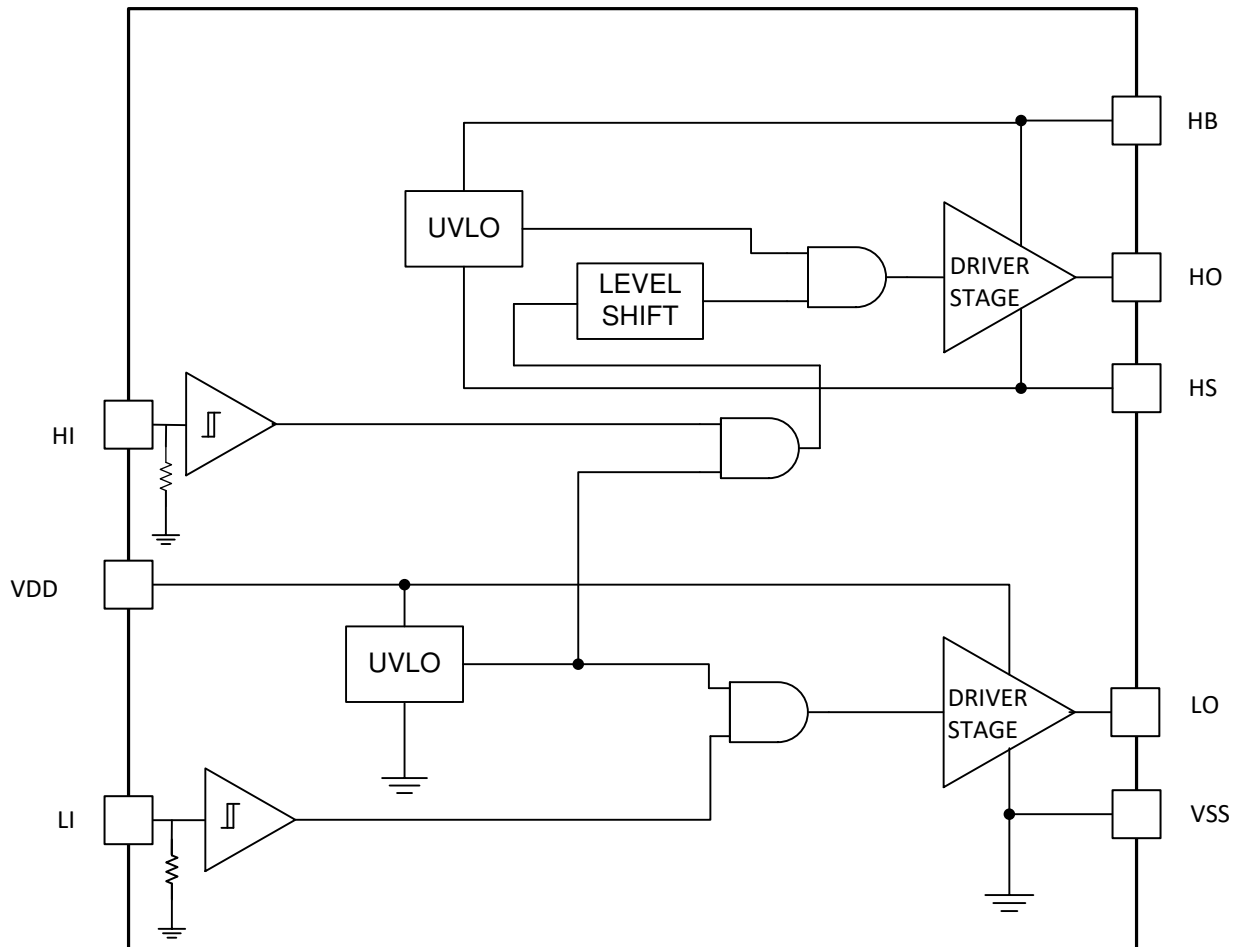 HB
UVLO
LEVEL
SHIFT
DRIVER
STAGE
HO
HS
HI
VDD
UVLO
DRIVER
STAGE
LO
LI
VSS